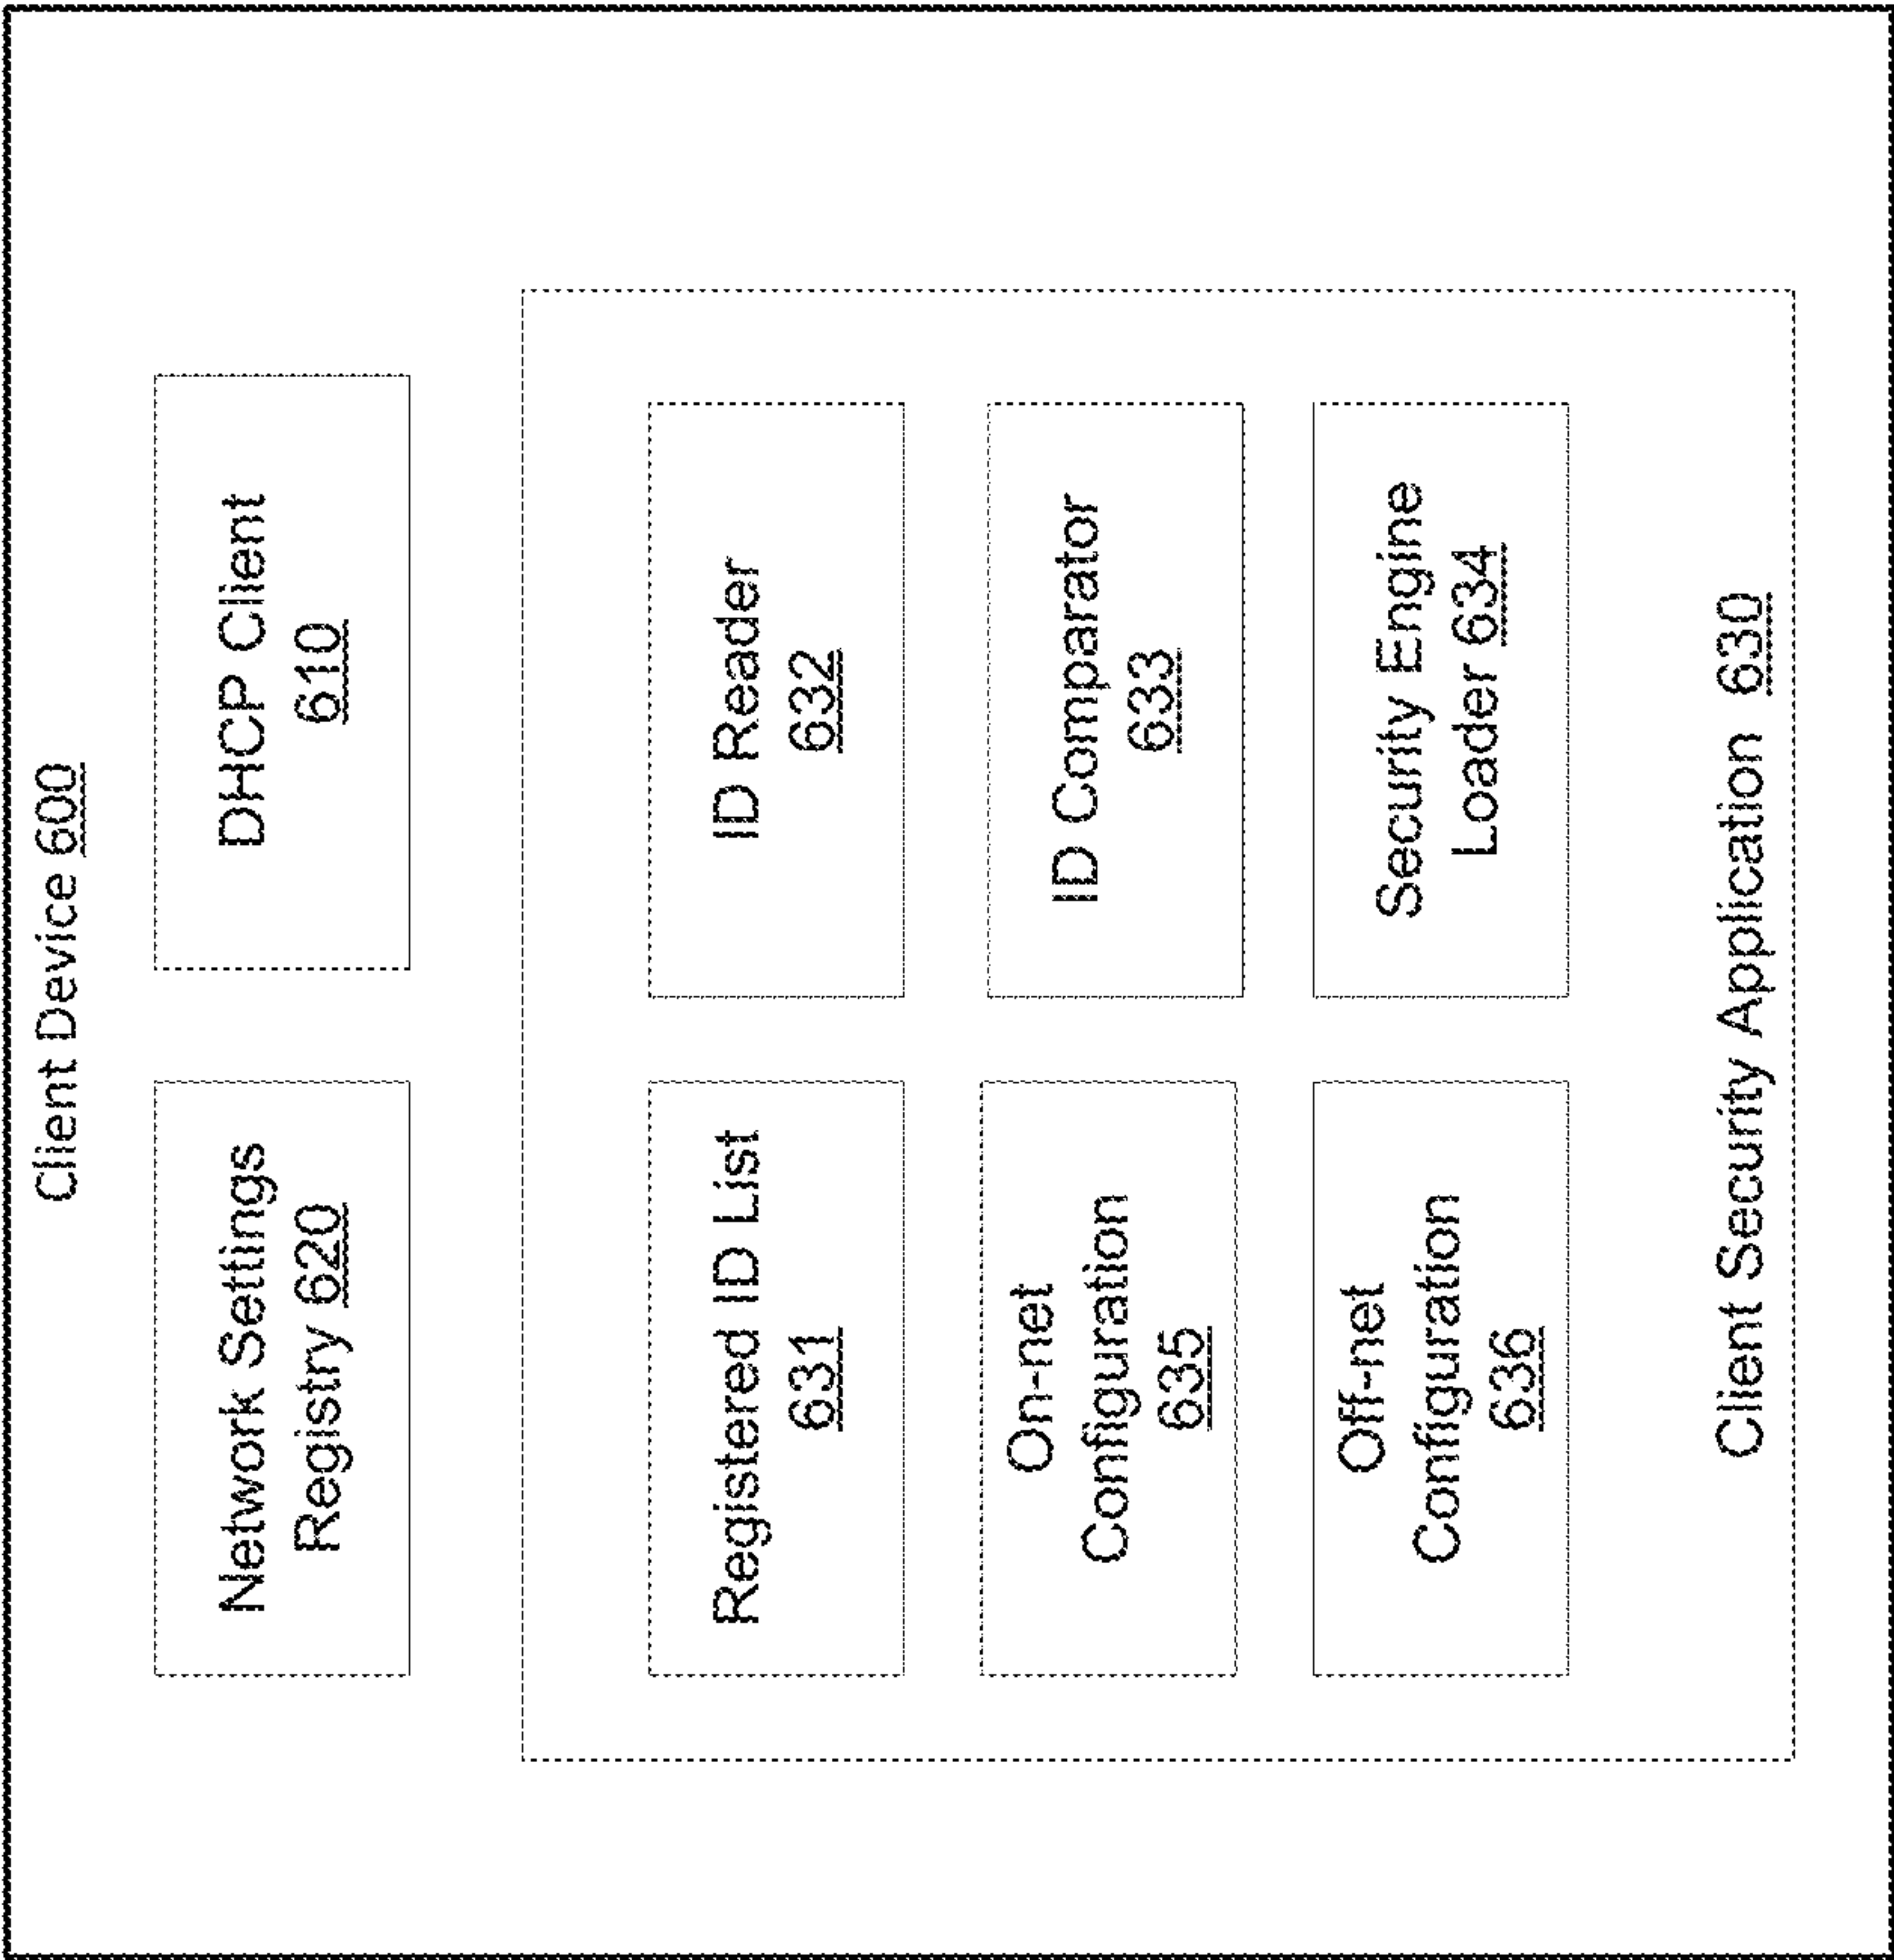 Client Device 600
Network Settings
Registry 620
DHCP Client
610
Registered ID List
631
ID Reader
632
On-net
Configuration
635
ID Comparator
633
Off-net
Configuration
636
Security Engine
Loader 634
Client Security Application 630